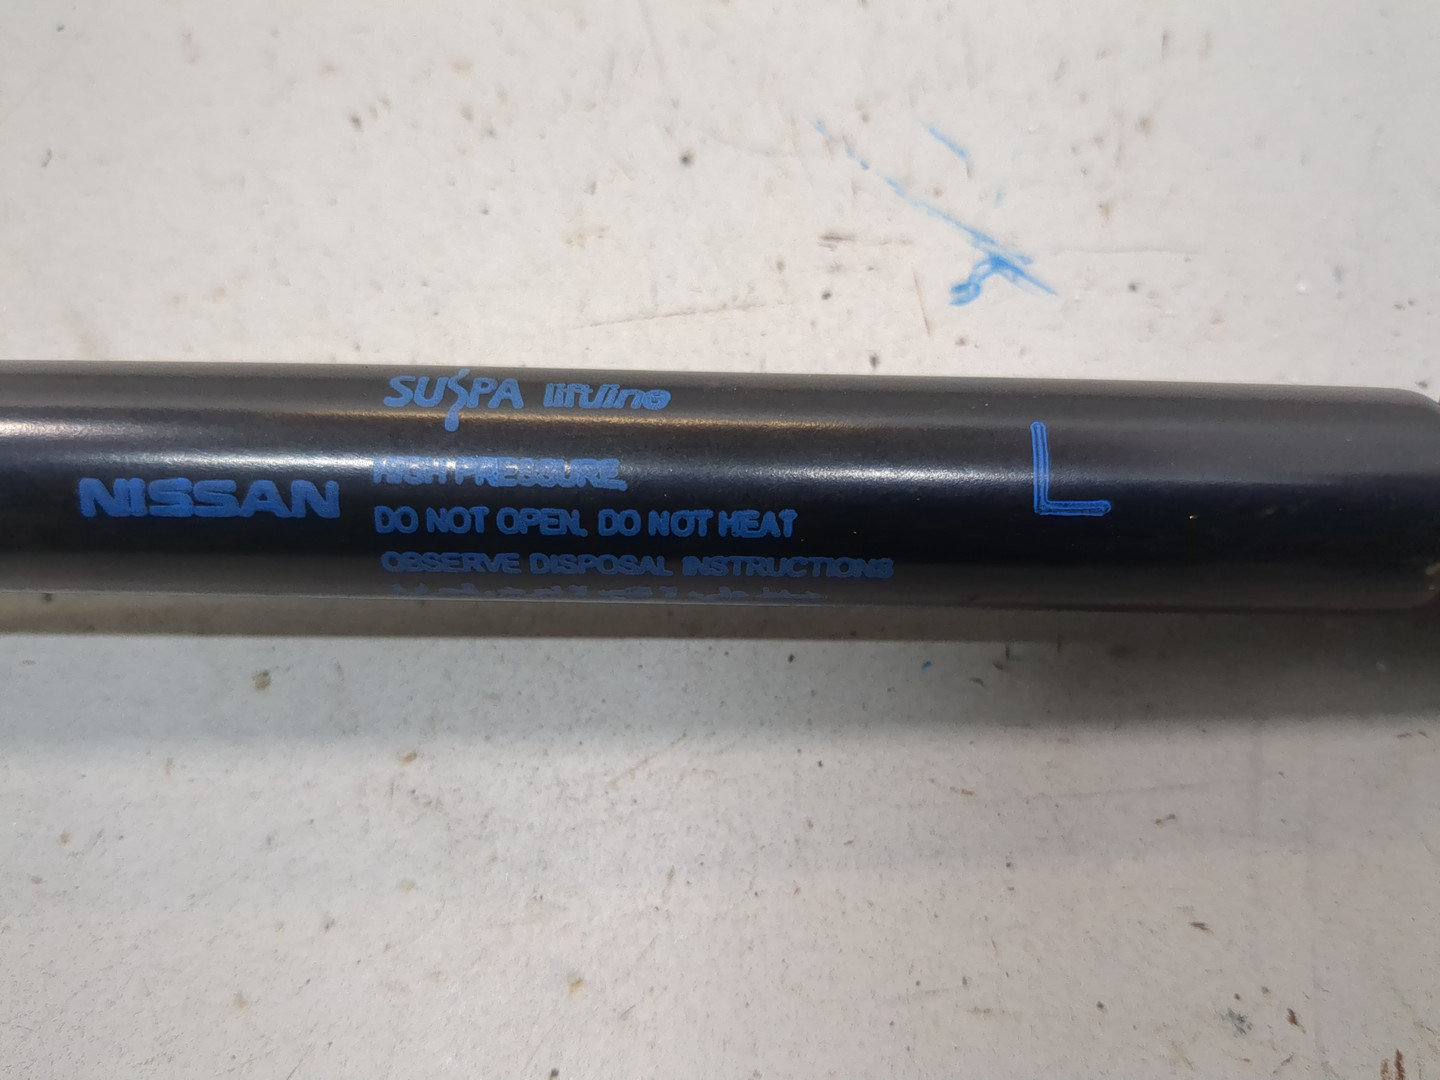 SUSPA liftline
NISSAN
HIGH PRESSURE,
DO NOT OPEN, DO NOT HEAT
OBSERVE DISPOSAL INSTRUCTIONS
L